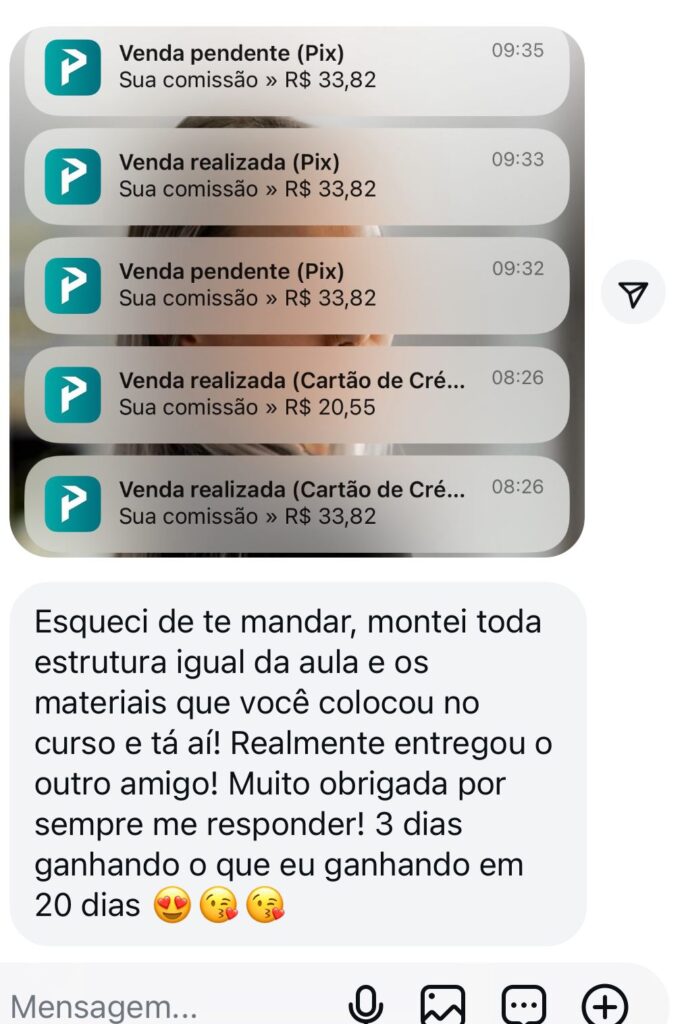 Venda pendente (Pix) 09:35
Sua comissão » R$ 33,82
Venda realizada (Pix) 09:33
Sua comissão » R$ 33,82
Venda pendente (Pix) 09:32
Sua comissão » R$ 33,82
Venda realizada (Cartão de Cré... 08:26
Sua comissão » R$ 20,55
Venda realizada (Cartão de Cré... 08:26
Sua comissão » R$ 33,82
Esqueci de te mandar, montei toda
estrutura igual da aula e os
materiais que você colocou no
curso e tá aí! Realmente entregou o
outro amigo! Muito obrigada por
sempre me responder! 3 dias
ganhando o que eu ganhando em
20 dias 😍😘😘
Mensagem...